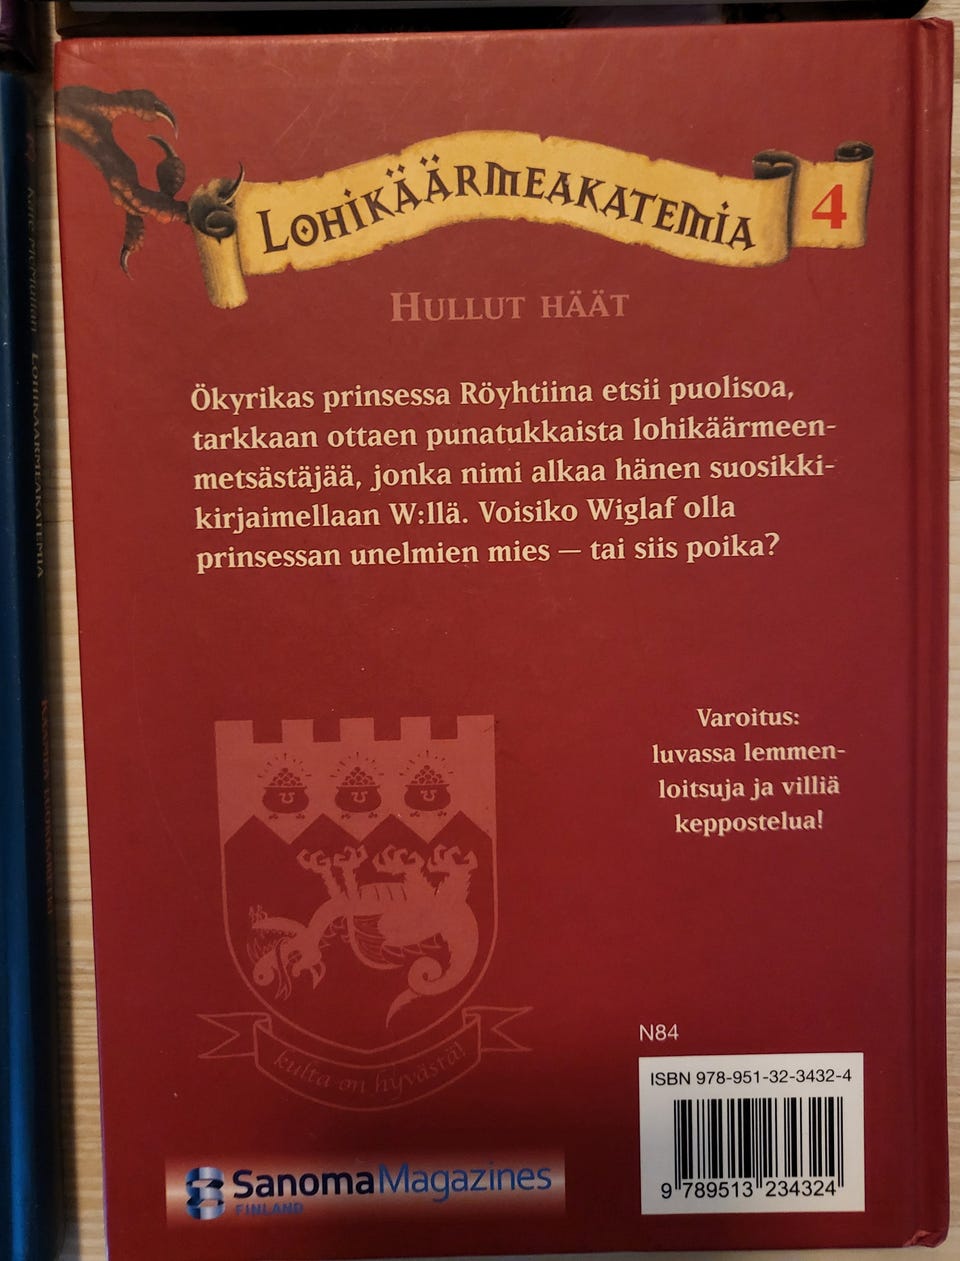 LOHIKÄÄRMEAKATEMIA
4
HULLUT HÄÄT
Ökyrikas prinsessa Röyhtiina etsii puolisoa,
tarkkaan ottaen punatukkaista lohikäärmeen-
metsästäjää, jonka nimi alkaa hänen suosikki-
kirjaimellaan W:llä. Voisiko Wiglaf olla
prinsessan unelmien mies — tai siis poika?
Varoitus:
luvassa lemmen-
loitsuja ja villiä
keppostelua!
kulta on hyvästä!
N84
ISBN 978-951-32-3432-4
9 789513 234324
SanomaMagazines
FINLAND
LOHIKÄÄRMEAKATEMIA